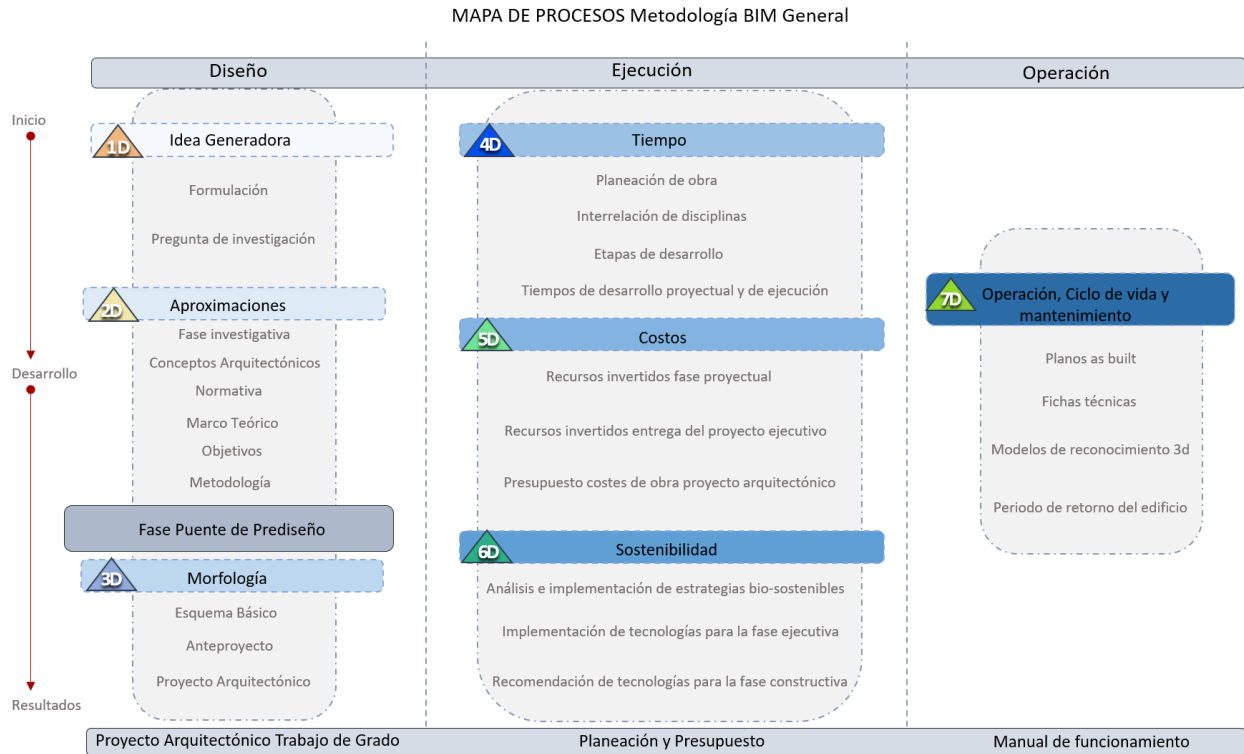 MAPA DE PROCESOS Metodología BIM General
Diseño
Ejecución
Operación
Inicio
Desarrollo
Resultados
1D
Idea Generadora
Formulación
Pregunta de investigación
2D
Aproximaciones
Fase investigativa
Conceptos Arquitectónicos
Normativa
Marco Teórico
Objetivos
Metodología
Fase Puente de Prediseño
3D
Morfología
Esquema Básico
Anteproyecto
Proyecto Arquitectónico
4D
Tiempo
Planeación de obra
Interrelación de disciplinas
Etapas de desarrollo
Tiempos de desarrollo proyectual y de ejecución
5D
Costos
Recursos invertidos fase proyectual
Recursos invertidos entrega del proyecto ejecutivo
Presupuesto costes de obra proyecto arquitectónico
6D
Sostenibilidad
Análisis e implementación de estrategias bio-sostenibles
Implementación de tecnologías para la fase ejecutiva
Recomendación de tecnologías para la fase constructiva
7D
Operación, Ciclo de vida y
mantenimiento
Planos as built
Fichas técnicas
Modelos de reconocimiento 3d
Periodo de retorno del edificio
Proyecto Arquitectónico Trabajo de Grado
Planeación y Presupuesto
Manual de funcionamiento